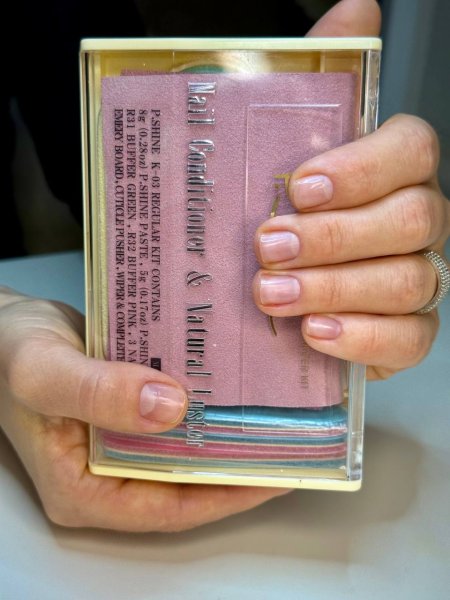 Nail Conditioner & Natural Luster
P.SHINE K-03 REGULAR KIT CONTAINS
8g (0.28oz) P.SHINE PASTE, 5g (0.17oz) P.SHIN
R31 BUFFER GREEN, R32 BUFFER PINK, 3 NA
EMERY BOARD, CUTICLE PUSHER, WIPER & COMPLETE